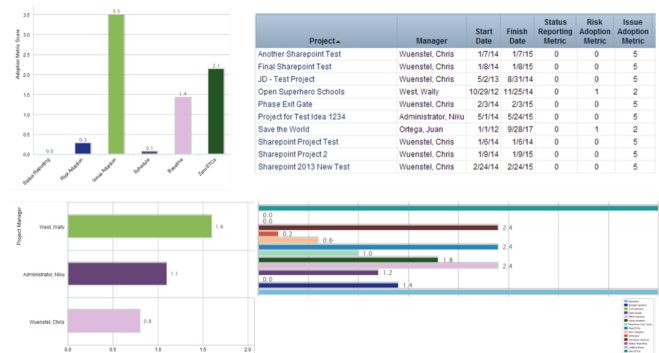 3.5
3.5
3.0
2.5
2.1
2.0
1.5
1.4
1.0
0.5
0.3
0.1
0.0
0.0
Adoption Metric Score
Status Reporting
Risk Adoption
Issue Adoption
Schedule
Baseline
Zero ETCs
Project Manager Start Date Finish Date Status Reporting Metric Risk Adoption Metric Issue Adoption Metric
Another Sharepoint Test Wuenstel, Chris 1/7/14 1/7/15 0 0 5
Final Sharepoint Test Wuenstel, Chris 1/8/14 1/8/15 0 0 5
JD - Test Project Wuenstel, Chris 5/2/13 8/31/14 0 0 5
Open Superhero Schools West, Wally 10/29/12 11/25/14 0 1 2
Phase Exit Gate Wuenstel, Chris 2/3/14 2/3/15 0 0 5
Project for Test Idea 1234 Administrator, Niku 5/1/14 5/24/15 0 0 5
Save the World Ortega, Juan 1/1/12 9/28/17 0 1 2
Sharepoint Project Test Wuenstel, Chris 1/6/14 1/6/14 0 0 5
Sharepoint Project 2 Wuenstel, Chris 1/9/14 1/9/15 0 0 5
Sharepoint 2013 New Test Wuenstel, Chris 2/24/14 2/24/15 0 0 5
Project Manager
West, Wally 1.6
Administrator, Niku 1.1
Wuenstel, Chris 0.8
0.0 0.5 1.0 1.5 2.0
0.0
0.0
2.4
0.2
0.6
2.4
1.0
1.8
2.4
1.2
0.0
1.4